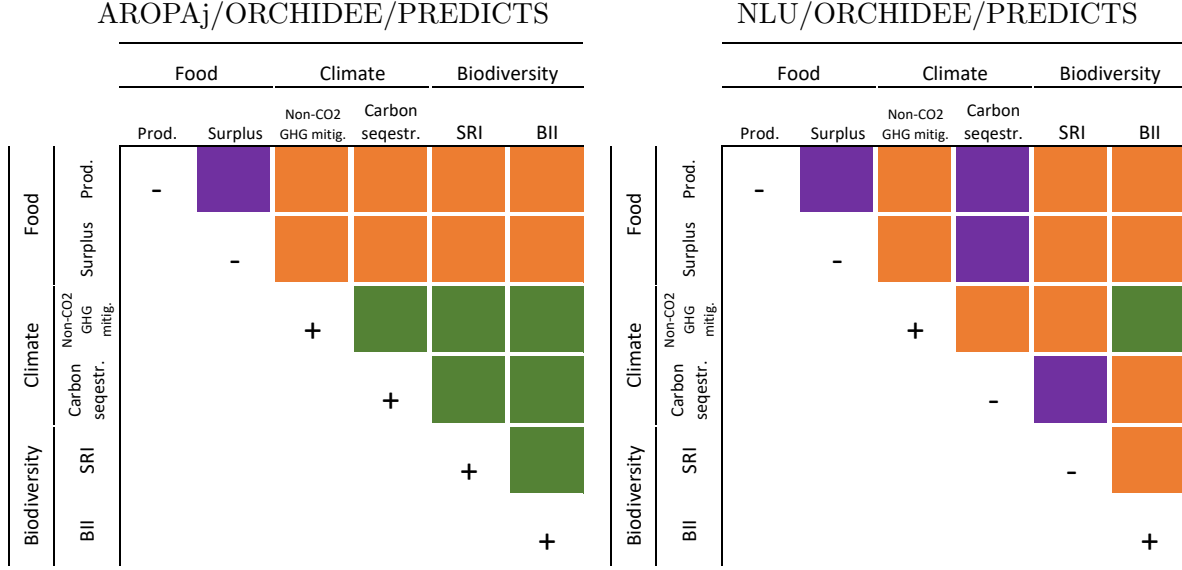 AROPAj/ORCHIDEE/PREDICTS
Food Climate Biodiversity
Prod. Surplus Non-CO2 GHG mitig. Carbon seqestr. SRI BII
Food
Prod.
-
Surplus
-
Climate
Non-CO2
GHG
mitig.
+
Carbon
seqestr.
+
Biodiversity
SRI
+
BII
+
NLU/ORCHIDEE/PREDICTS
Food Climate Biodiversity
Prod. Surplus Non-CO2 GHG mitig. Carbon seqestr. SRI BII
Food
Prod.
-
Surplus
-
Climate
Non-CO2
GHG
mitig.
+
Carbon
seqestr.
-
Biodiversity
SRI
-
BII
+